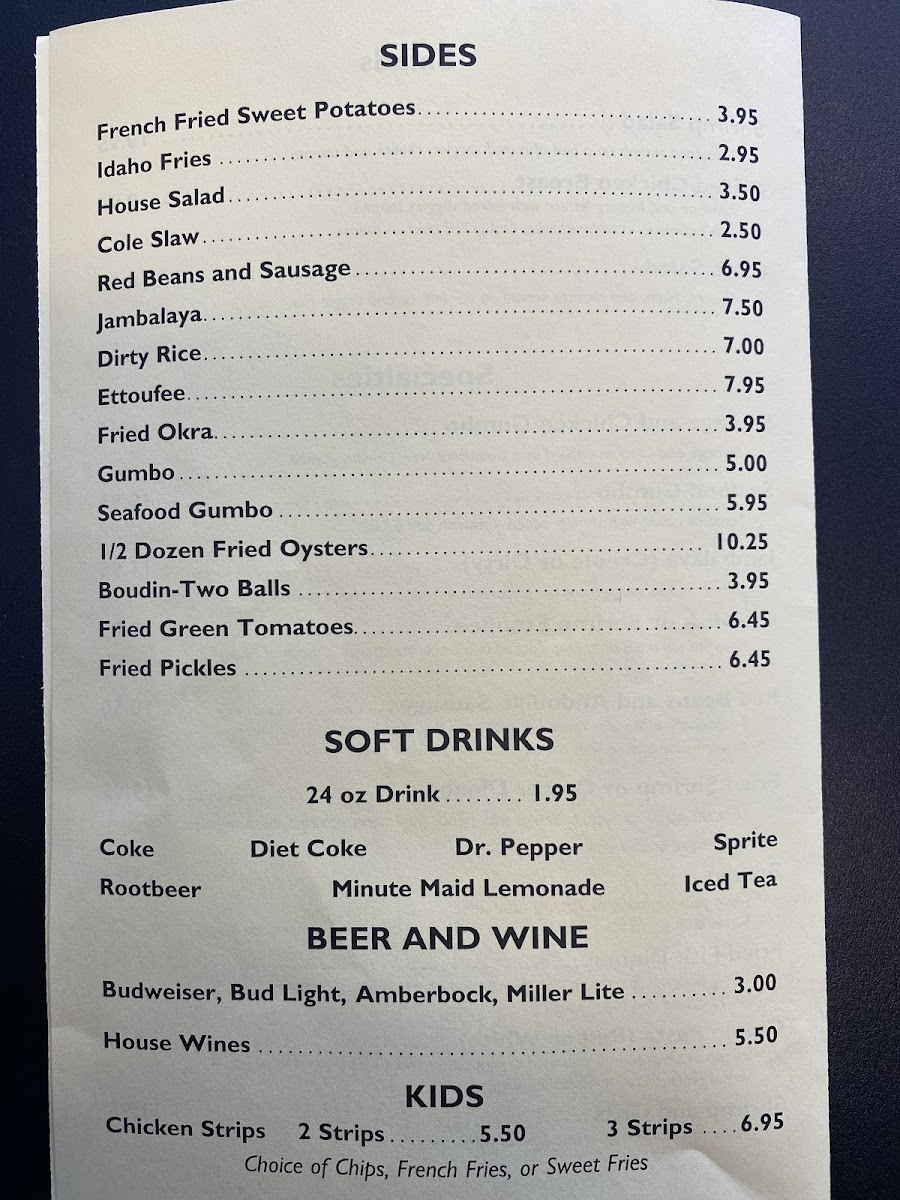 SIDES
French Fried Sweet Potatoes 3.95
Idaho Fries 2.95
House Salad 3.50
Cole Slaw 2.50
Red Beans and Sausage 6.95
Jambalaya 7.50
Dirty Rice 7.00
Ettoufee 7.95
Fried Okra 3.95
Gumbo 5.00
Seafood Gumbo 5.95
1/2 Dozen Fried Oysters 10.25
Boudin-Two Balls 3.95
Fried Green Tomatoes 6.45
Fried Pickles 6.45
SOFT DRINKS
24 oz Drink ........ 1.95
Coke Diet Coke Dr. Pepper Sprite
Rootbeer Minute Maid Lemonade Iced Tea
BEER AND WINE
Budweiser, Bud Light, Amberbock, Miller Lite .......... 3.00
House Wines 5.50
KIDS
Chicken Strips 2 Strips .........5.50 3 Strips ....6.95
Choice of Chips, French Fries, or Sweet Fries